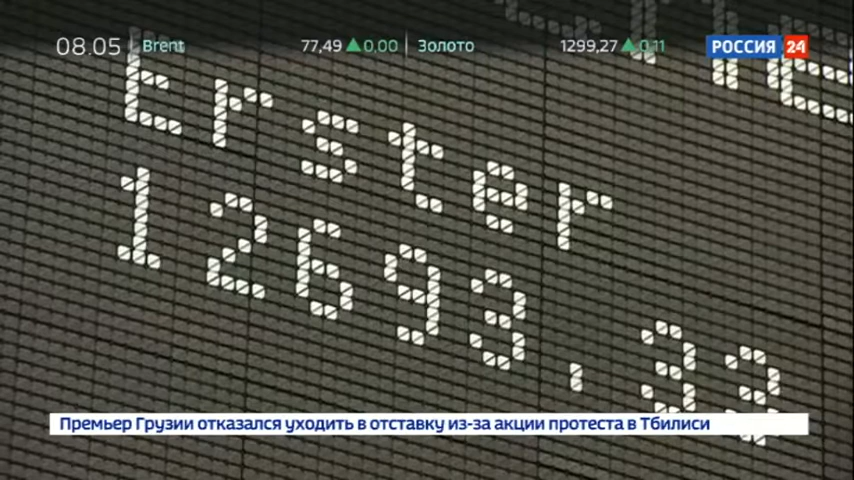 08.05 Brent 77,49 ▲0,00 Золото 1299,27 ▲0,11 РОССИЯ 24
Erster
12693,33
Премьер Грузии отказался уходить в отставку из-за акции протеста в Тбилиси